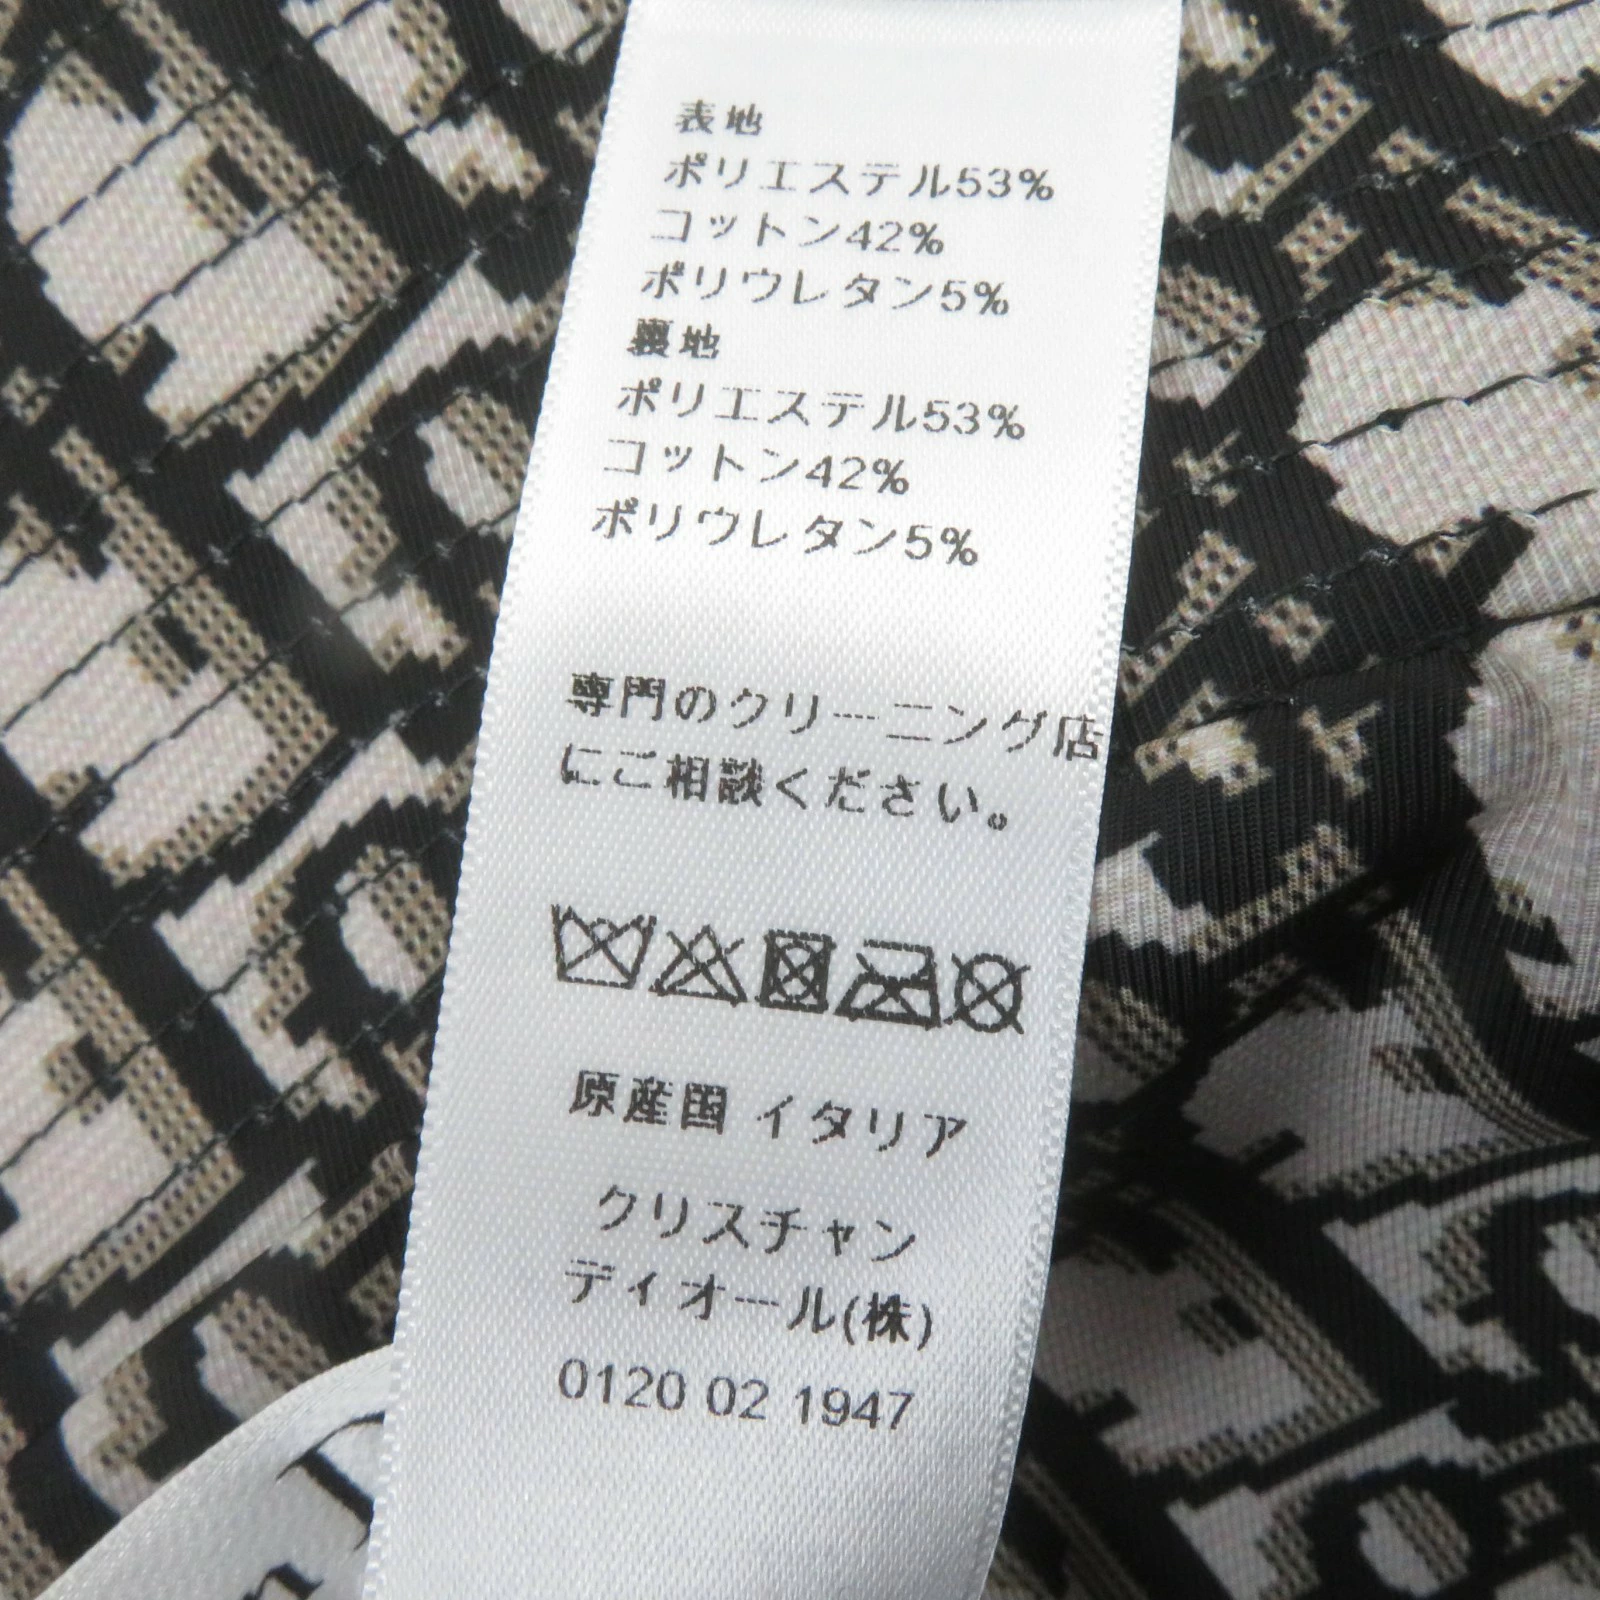 表地
ポリエステル53%
コットン42%
ポリウレタン5%
裏地
ポリエステル53%
コットン42%
ポリウレタン5%
専門のクリーニング店
にご相談ください。
原産国 イタリア
クリスチャン
ディオール(株)
0120 02 1947